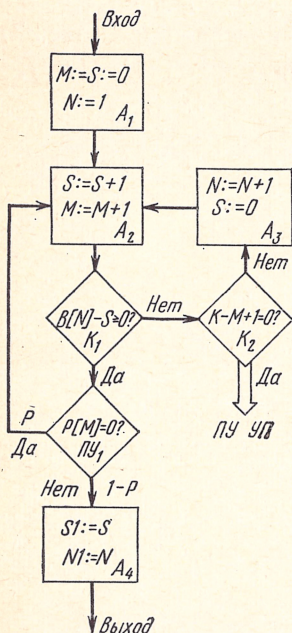 Вход
M:=S:=0
N:=1
A₁
S:=S+1
M:=M+1
A₂
N:=N+1
S:=0
A₃
Нет
B[N]-S≥0?
K₁
Нет
K-M+1=0?
K₂
Да
Да
ПУ УП
P[M]=0?
ПУ₁
P̄
Да
Нет
1-P
S1:=S
N1:=N
A₄
Выход